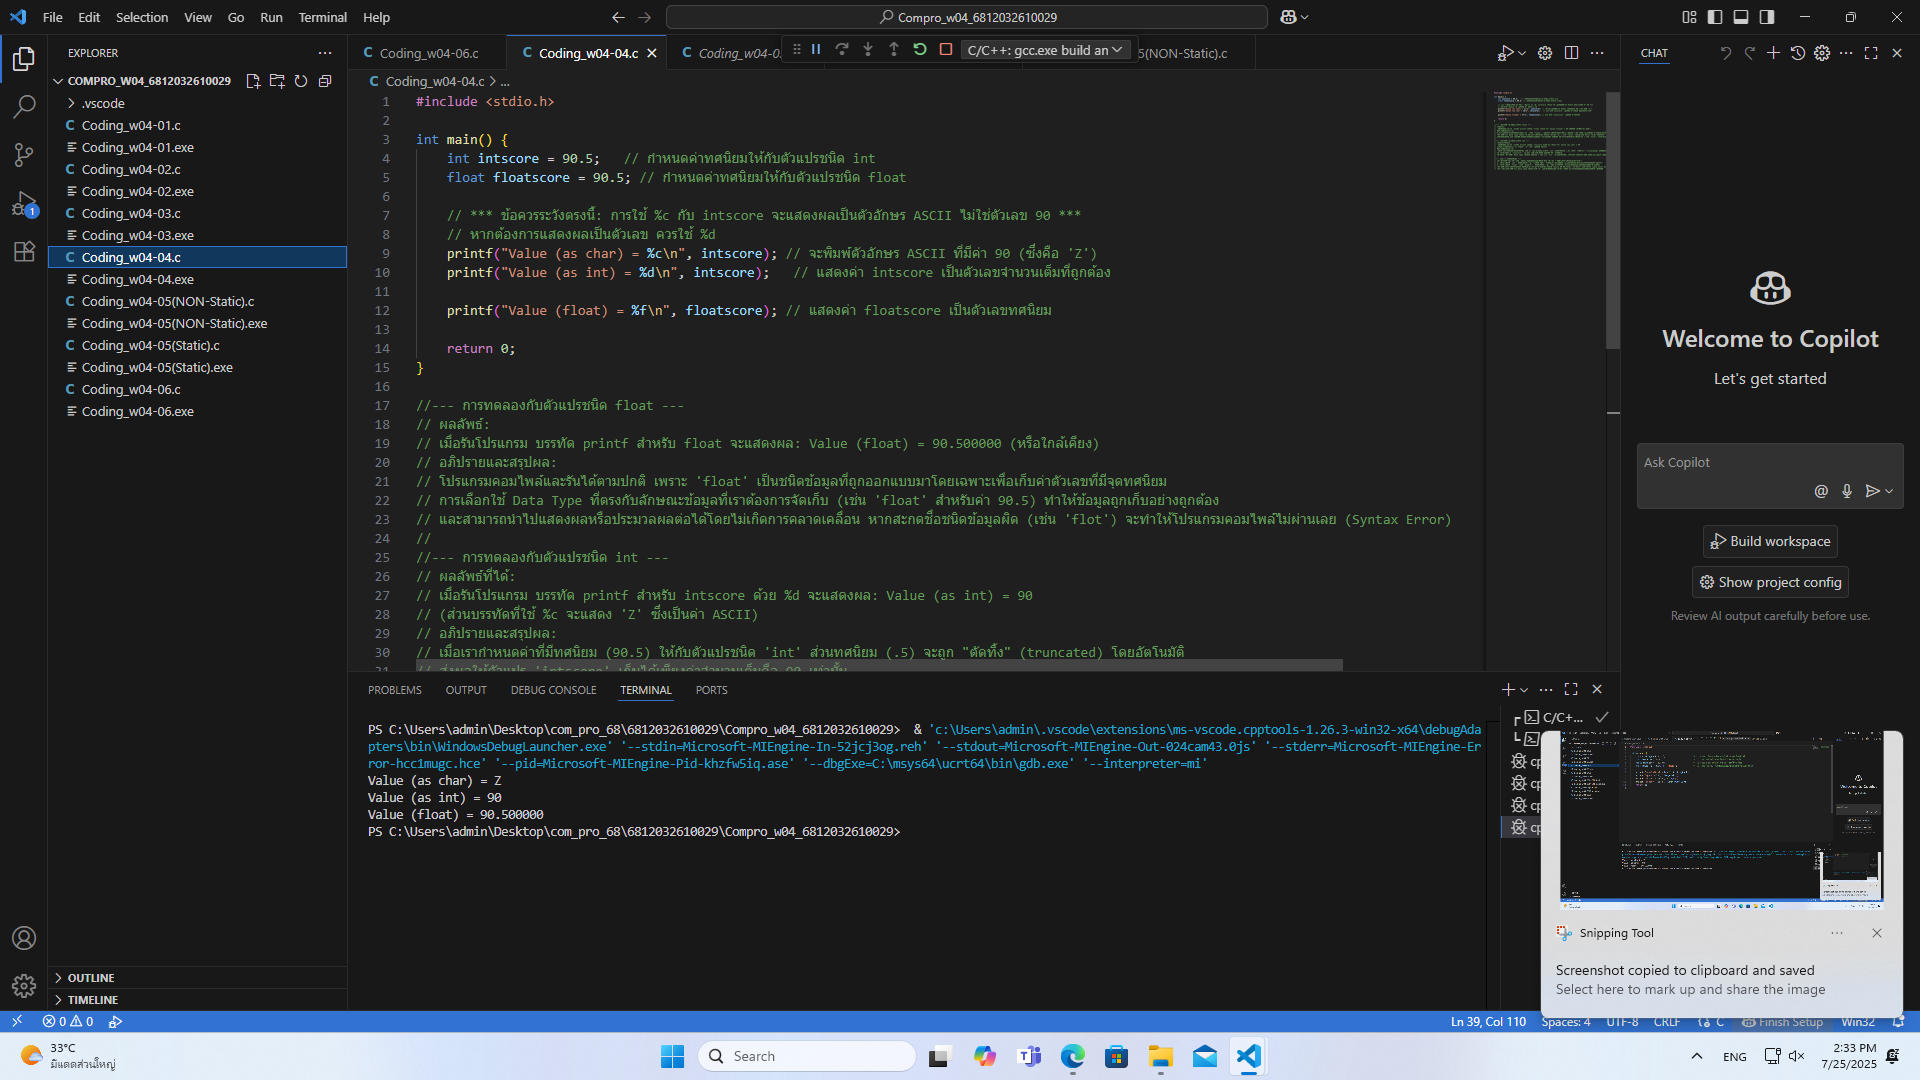 File Edit Selection View Go Run Terminal Help
Compro_w04_6812032610029
EXPLORER
COMPRO_W04_6812032610029
.vscode
Coding_w04-01.c
Coding_w04-01.exe
Coding_w04-02.c
Coding_w04-02.exe
Coding_w04-03.c
Coding_w04-03.exe
Coding_w04-04.c
Coding_w04-04.exe
Coding_w04-05(NON-Static).c
Coding_w04-05(NON-Static).exe
Coding_w04-05(Static).c
Coding_w04-05(Static).exe
Coding_w04-06.c
Coding_w04-06.exe
OUTLINE
TIMELINE
1
Coding_w04-06.c Coding_w04-04.c Coding_w04-0 C/C++: gcc.exe build an 5(NON-Static).c
Coding_w04-04.c > ...
1 #include <stdio.h>
2
3 int main() {
4 int intscore = 90.5; // กำหนดค่าทศนิยมให้กับตัวแปรชนิด int
5 float floatscore = 90.5; // กำหนดค่าทศนิยมให้กับตัวแปรชนิด float
6
7 // *** ข้อควรระวังตรงนี้: การใช้ %c กับ intscore จะแสดงผลเป็นตัวอักษร ASCII ไม่ใช่ตัวเลข 90 ***
8 // หากต้องการแสดงผลเป็นตัวเลข ควรใช้ %d
9 printf("Value (as char) = %c\n", intscore); // จะพิมพ์ตัวอักษร ASCII ที่มีค่า 90 (ซึ่งคือ 'Z')
10 printf("Value (as int) = %d\n", intscore); // แสดงค่า intscore เป็นตัวเลขจำนวนเต็มที่ถูกต้อง
11
12 printf("Value (float) = %f\n", floatscore); // แสดงค่า floatscore เป็นตัวเลขทศนิยม
13
14 return 0;
15 }
16
17 //--- การทดลองกับตัวแปรชนิด float ---
18 // ผลลัพธ์:
19 // เมื่อรันโปรแกรม บรรทัด printf สำหรับ float จะแสดงผล: Value (float) = 90.500000 (หรือใกล้เคียง)
20 // อภิปรายและสรุปผล:
21 // โปรแกรมคอมไพล์และรันได้ตามปกติ เพราะ 'float' เป็นชนิดข้อมูลที่ถูกออกแบบมาโดยเฉพาะเพื่อเก็บค่าตัวเลขที่มีจุดทศนิยม
22 // การเลือกใช้ Data Type ที่ตรงกับลักษณะข้อมูลที่เราต้องการจัดเก็บ (เช่น 'float' สำหรับค่า 90.5) ทำให้ข้อมูลถูกเก็บอย่างถูกต้อง
23 // และสามารถนำไปแสดงผลหรือประมวลผลต่อได้โดยไม่เกิดการคลาดเคลื่อน หากสะกดชื่อชนิดข้อมูลผิด (เช่น 'flot') จะทำให้โปรแกรมคอมไพล์ไม่ผ่านเลย (Syntax Error)
24 //
25 //--- การทดลองกับตัวแปรชนิด int ---
26 // ผลลัพธ์ที่ได้:
27 // เมื่อรันโปรแกรม บรรทัด printf สำหรับ intscore ด้วย %d จะแสดงผล: Value (as int) = 90
28 // (ส่วนบรรทัดที่ใช้ %c จะแสดง 'Z' ซึ่งเป็นค่า ASCII)
29 // อภิปรายและสรุปผล:
30 // เมื่อเรากำหนดค่าที่มีทศนิยม (90.5) ให้กับตัวแปรชนิด 'int' ส่วนทศนิยม (.5) จะถูก "ตัดทิ้ง" (truncated) โดยอัตโนมัติ
31 // ส่งผลให้ตัวแปร 'intscore' เก็บได้เพียงค่าจำนวนเต็มคือ 90 เท่านั้น
PROBLEMS OUTPUT DEBUG CONSOLE TERMINAL PORTS
PS C:\Users\admin\Desktop\com_pro_68\6812032610029\Compro_w04_6812032610029> & 'c:\Users\admin\.vscode\extensions\ms-vscode.cpptools-1.26.3-win32-x64\debugAda
pters\bin\WindowsDebugLauncher.exe' '--stdin=Microsoft-MIEngine-In-52jcj3og.reh' '--stdout=Microsoft-MIEngine-Out-024cam43.0js' '--stderr=Microsoft-MIEngine-Er
ror-hcc1mugc.hce' '--pid=Microsoft-MIEngine-Pid-khzfw5iq.ase' '--dbgExe=C:\msys64\ucrt64\bin\gdb.exe' '--interpreter=mi'
Value (as char) = Z
Value (as int) = 90
Value (float) = 90.500000
PS C:\Users\admin\Desktop\com_pro_68\6812032610029\Compro_w04_6812032610029>
C/C+...
cp
cp
cp
cp
CHAT
Welcome to Copilot
Let's get started
Ask Copilot
Build workspace
Show project config
Review AI output carefully before use.
Snipping Tool
Screenshot copied to clipboard and saved
Select here to mark up and share the image
0 0 Ln 39, Col 110 Spaces: 4 UTF-8 CRLF C Finish Setup Win32
33°C
มีแดดส่วนใหญ่
Search
ENG
2:33 PM
7/25/2025